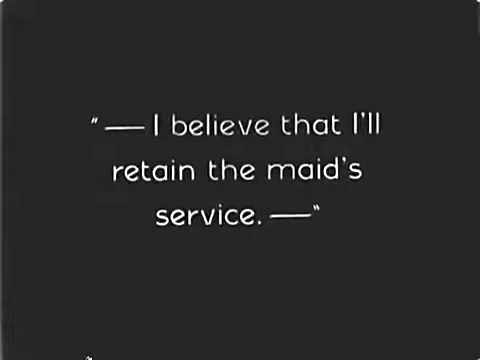 "—— I believe that I'll
retain the maid's
service. ——"